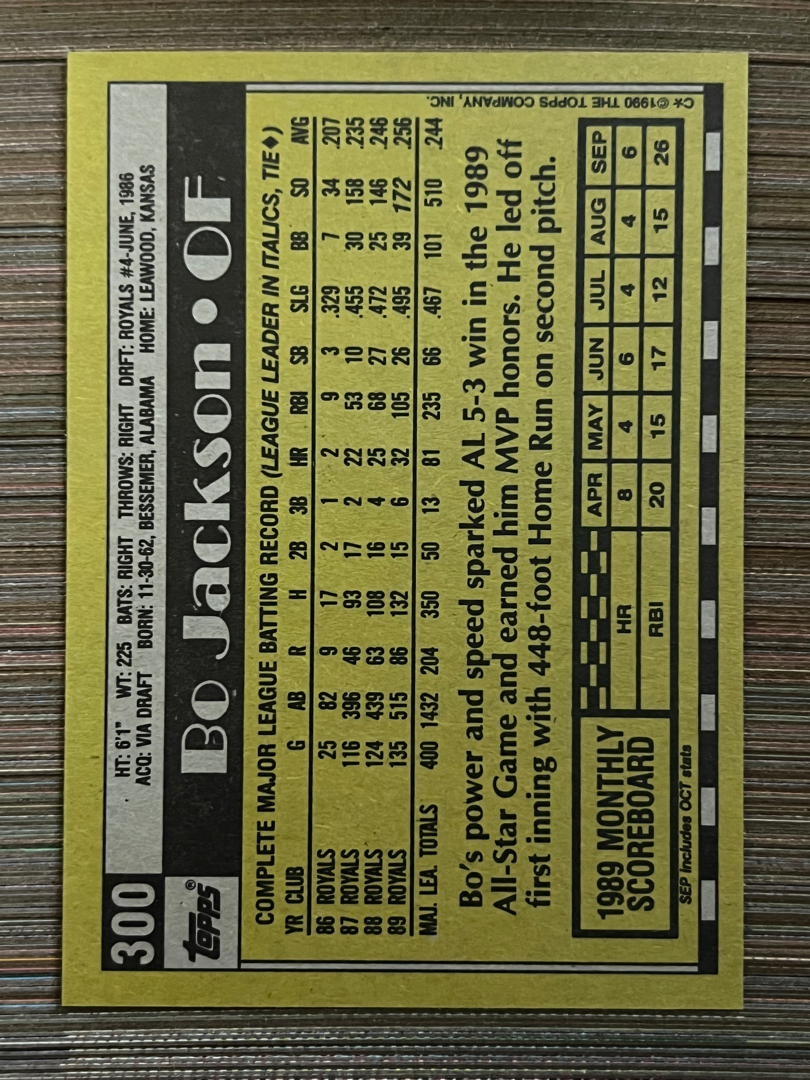 300
HT: 6'1" WT: 225 BATS: RIGHT THROWS: RIGHT DRFT: ROYALS #4-JUNE, 1986
ACQ: VIA DRAFT BORN: 11-30-62, BESSEMER, ALABAMA HOME: LEAWOOD, KANSAS
topps®
Bo Jackson • OF
COMPLETE MAJOR LEAGUE BATTING RECORD (LEAGUE LEADER IN ITALICS, TIE♦)
YR CLUB G AB R H 2B 3B HR RBI SB SLG BB SO AVG
86 ROYALS 25 82 9 17 2 1 2 9 3 .329 7 34 .207
87 ROYALS 116 396 46 93 17 2 22 53 10 .455 30 158 .235
88 ROYALS 124 439 63 108 16 4 25 68 27 .472 25 146 .246
89 ROYALS 135 515 86 132 15 6 32 105 26 .495 39 172 .256
MAJ. LEA. TOTALS 400 1432 204 350 50 13 81 235 66 .467 101 510 .244
Bo's power and speed sparked AL 5-3 win in the 1989
All-Star Game and earned him MVP honors. He led off
first inning with 448-foot Home Run on second pitch.
1989 MONTHLY
SCOREBOARD
APR MAY JUN JUL AUG SEP
HR 8 4 6 4 4 6
RBI 20 15 17 12 15 26
SEP includes OCT stats
C* ©1990 THE TOPPS COMPANY, INC.